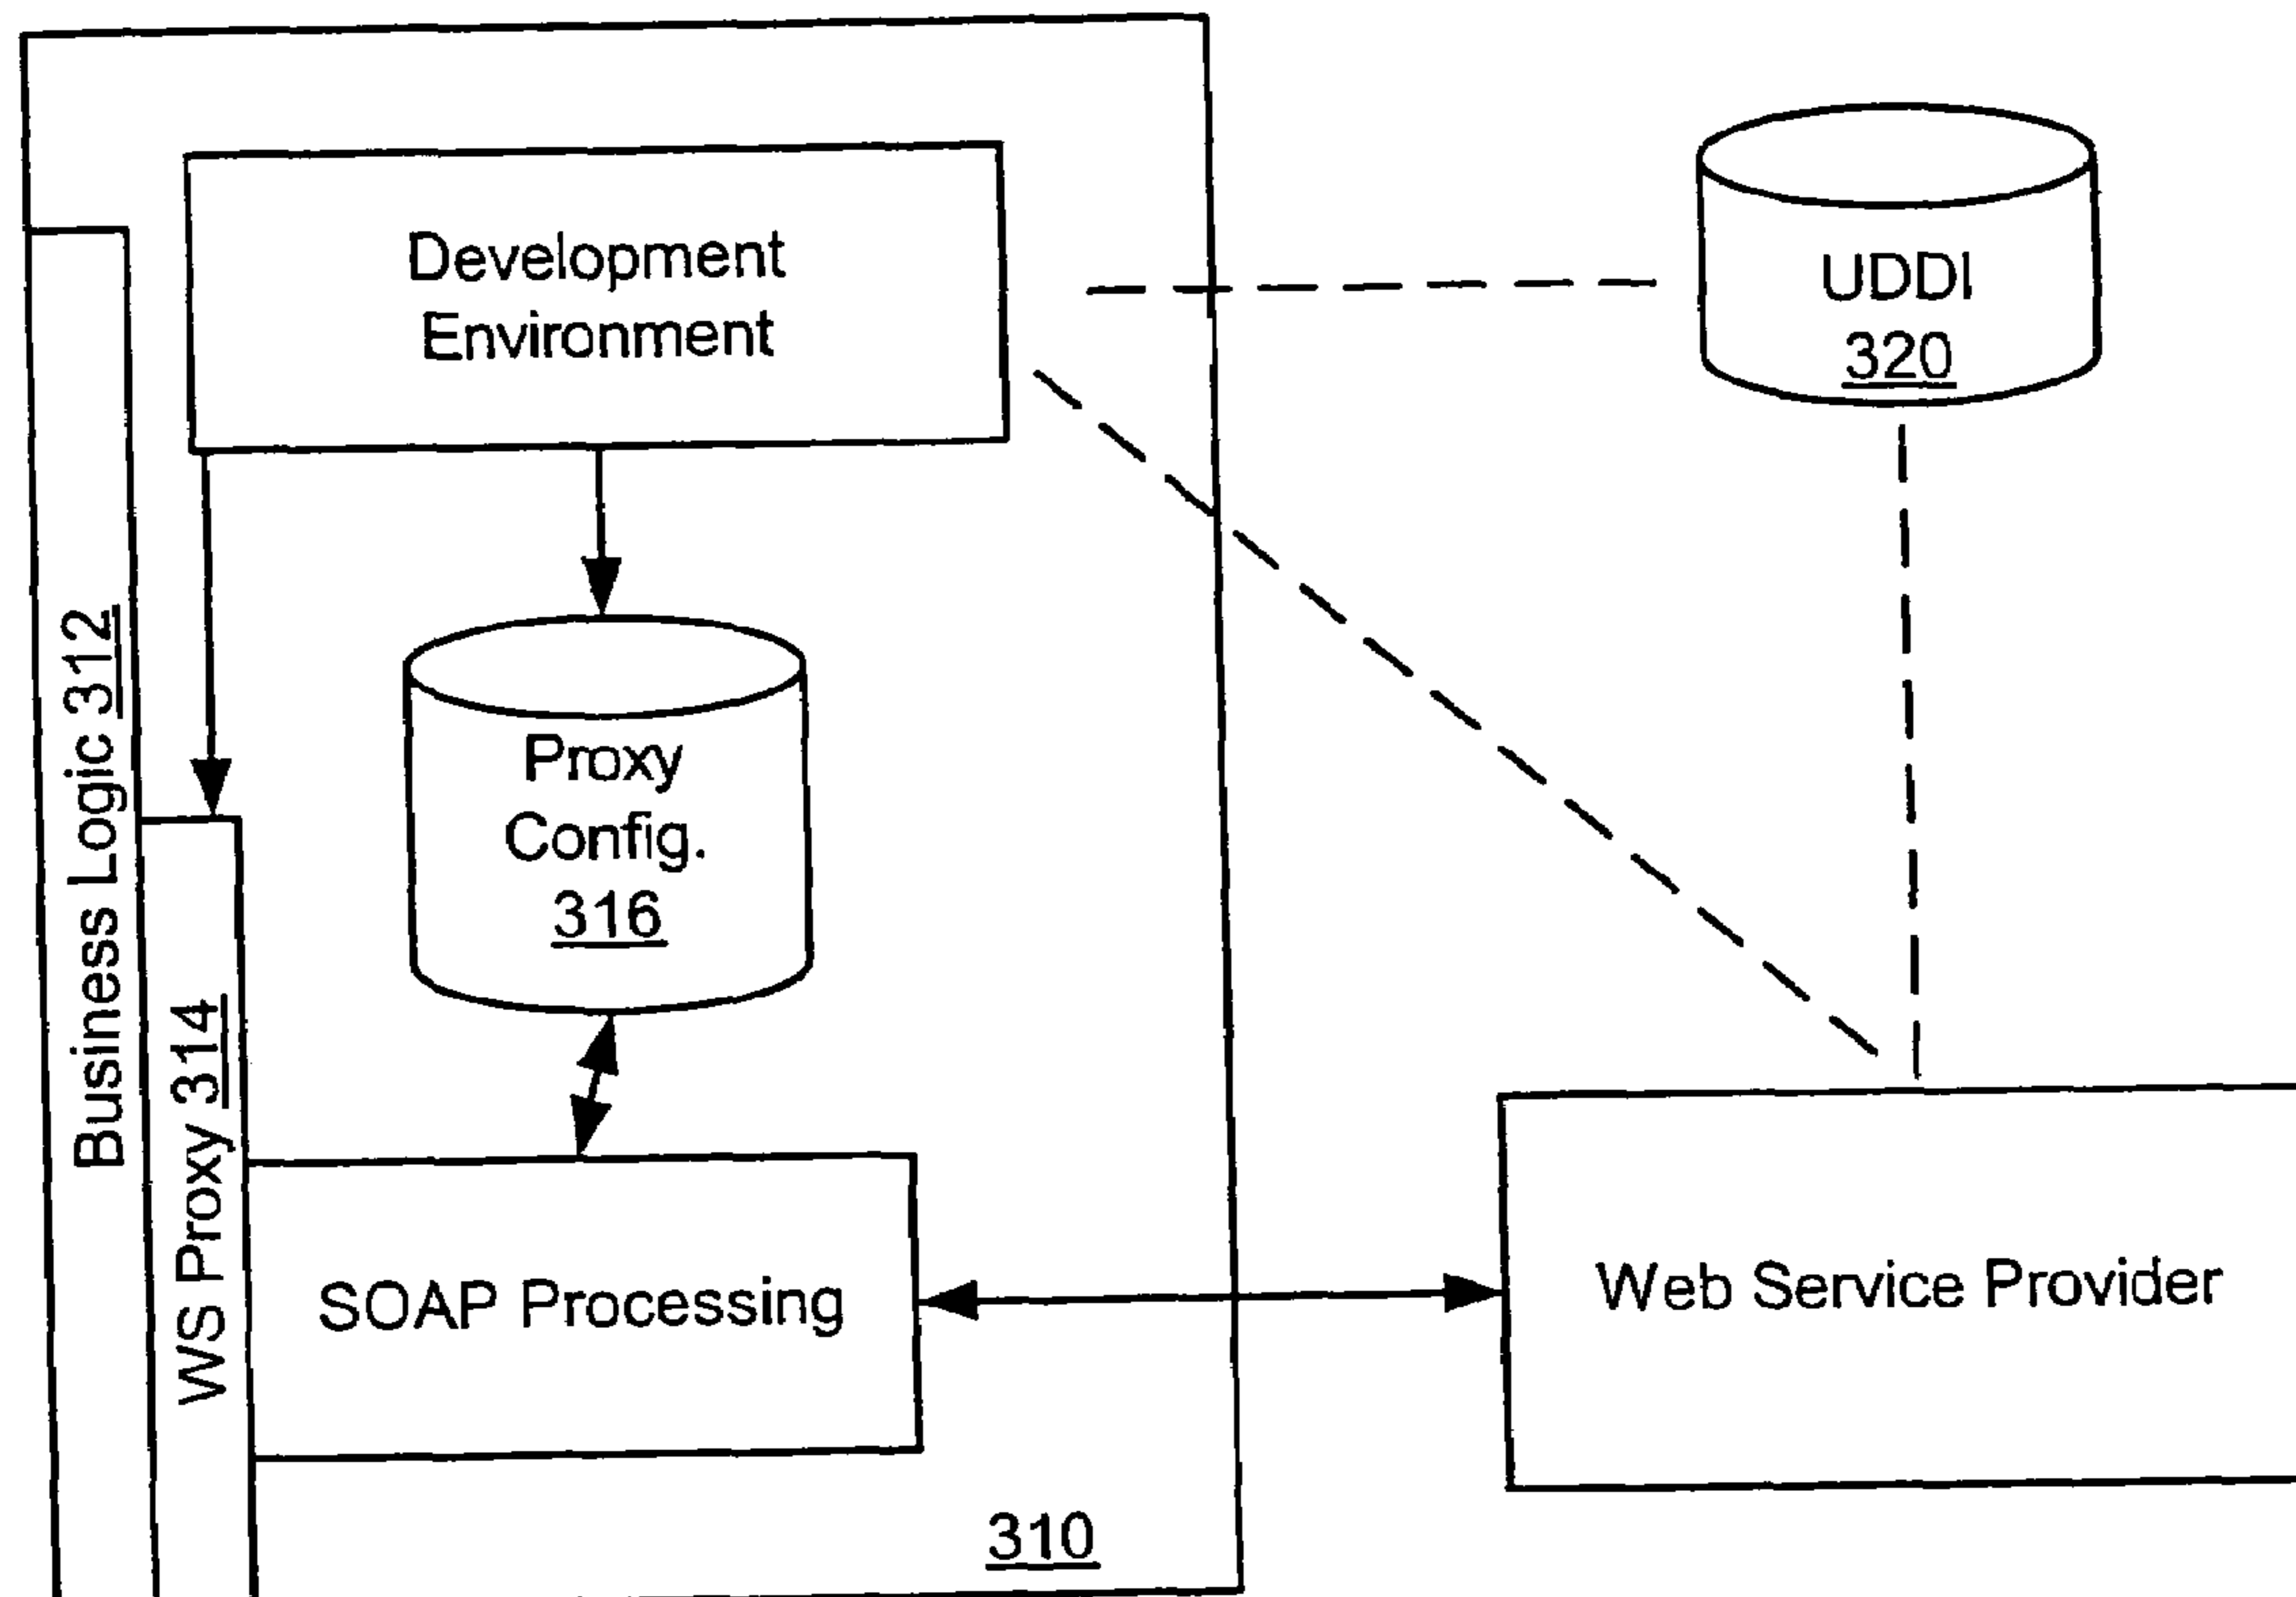 Development
Environment
UDDI
320
Business Logic 312
Proxy
Config.
316
WS Proxy 314
SOAP Processing
Web Service Provider
310